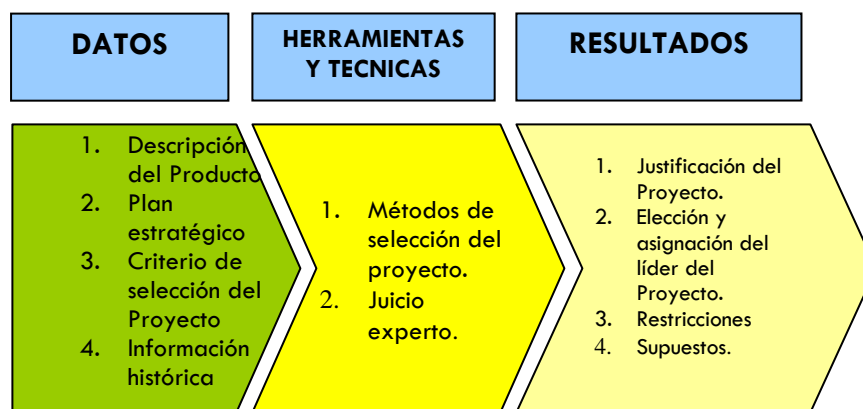 DATOS
HERRAMIENTAS
Y TECNICAS
RESULTADOS
1. Descripción
del Producto
2. Plan
estratégico
3. Criterio de
selección del
Proyecto
4. Información
histórica
1. Métodos de
selección del
proyecto.
2. Juicio
experto.
1. Justificación del
Proyecto.
2. Elección y
asignación del
líder del
Proyecto.
3. Restricciones
4. Supuestos.